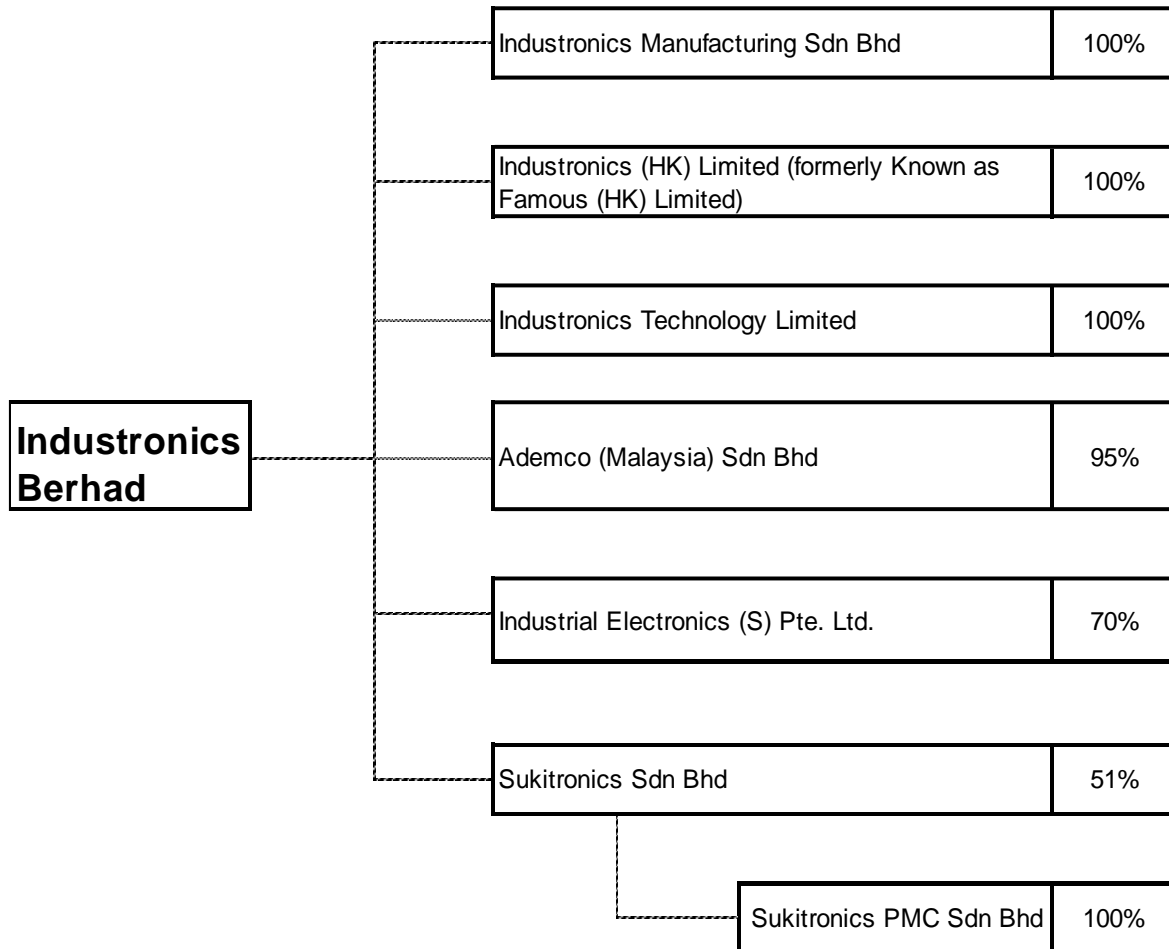 Industronics Manufacturing Sdn Bhd 100%
Industronics (HK) Limited (formerly Known as
Famous (HK) Limited) 100%
Industronics Technology Limited 100%
Industronics
Berhad
Ademco (Malaysia) Sdn Bhd 95%
Industrial Electronics (S) Pte. Ltd. 70%
Sukitronics Sdn Bhd 51%
Sukitronics PMC Sdn Bhd 100%